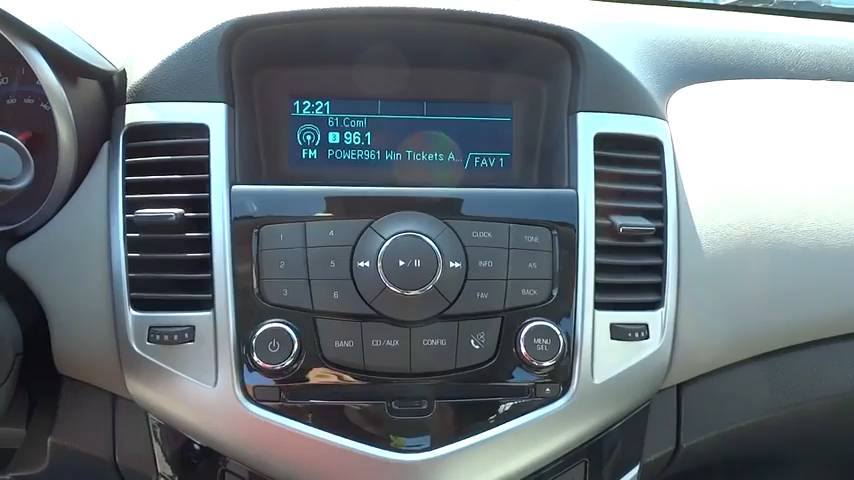 12:21
61.Com!
3 96.1
FM POWER961 Win Tickets A... FAV 1
1 4 CLOCK TONE
2 5 INFO AS
3 6 FAV BACK
BAND CD/AUX CONFIG
MENU
SEL